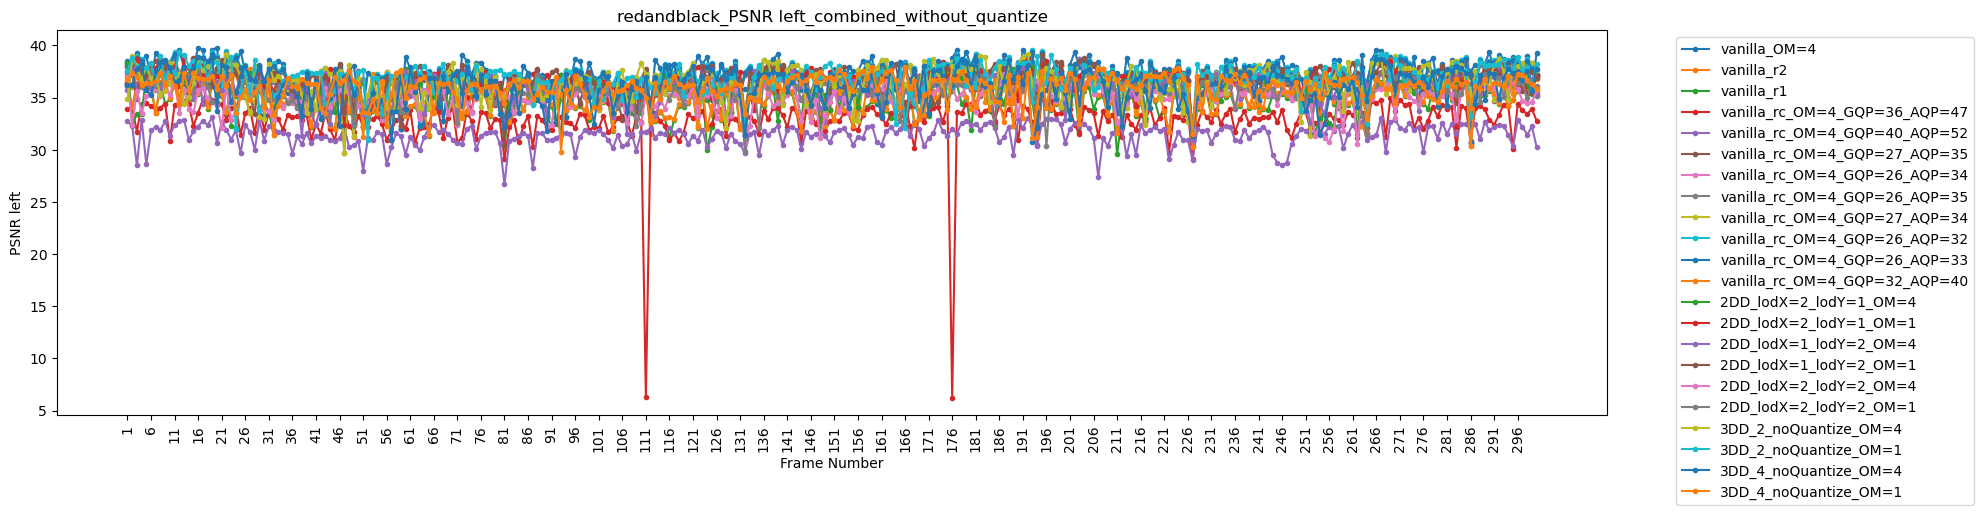 redandblack_PSNR left_combined_without_quantize
40
35
30
25
20
15
10
5
PSNR left
1 6 11 16 21 26 31 36 41 46 51 56 61 66 71 76 81 86 91 96 101 106 111 116 121 126 131 136 141 146 151 156 161 166 171 176 181 186 191 196 201 206 211 216 221 226 231 236 241 246 251 256 261 266 271 276 281 286 291 296
Frame Number
vanilla_OM=4
vanilla_r2
vanilla_r1
vanilla_rc_OM=4_GQP=36_AQP=47
vanilla_rc_OM=4_GQP=40_AQP=52
vanilla_rc_OM=4_GQP=27_AQP=35
vanilla_rc_OM=4_GQP=26_AQP=34
vanilla_rc_OM=4_GQP=26_AQP=35
vanilla_rc_OM=4_GQP=27_AQP=34
vanilla_rc_OM=4_GQP=26_AQP=32
vanilla_rc_OM=4_GQP=26_AQP=33
vanilla_rc_OM=4_GQP=32_AQP=40
2DD_lodX=2_lodY=1_OM=4
2DD_lodX=2_lodY=1_OM=1
2DD_lodX=1_lodY=2_OM=4
2DD_lodX=1_lodY=2_OM=1
2DD_lodX=2_lodY=2_OM=4
2DD_lodX=2_lodY=2_OM=1
3DD_2_noQuantize_OM=4
3DD_2_noQuantize_OM=1
3DD_4_noQuantize_OM=4
3DD_4_noQuantize_OM=1